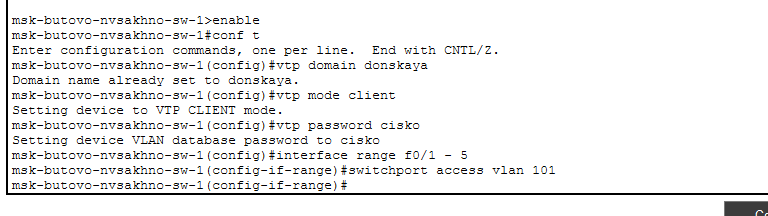 msk-butovo-nvsakhno-sw-1>enable
msk-butovo-nvsakhno-sw-1#conf t
Enter configuration commands, one per line.  End with CNTL/Z.
msk-butovo-nvsakhno-sw-1(config)#vtp domain donskaya
Domain name already set to donskaya.
msk-butovo-nvsakhno-sw-1(config)#vtp mode client
Setting device to VTP CLIENT mode.
msk-butovo-nvsakhno-sw-1(config)#vtp password cisko
Setting device VLAN database password to cisko
msk-butovo-nvsakhno-sw-1(config)#interface range f0/1 - 5
msk-butovo-nvsakhno-sw-1(config-if-range)#switchport access vlan 101
msk-butovo-nvsakhno-sw-1(config-if-range)#